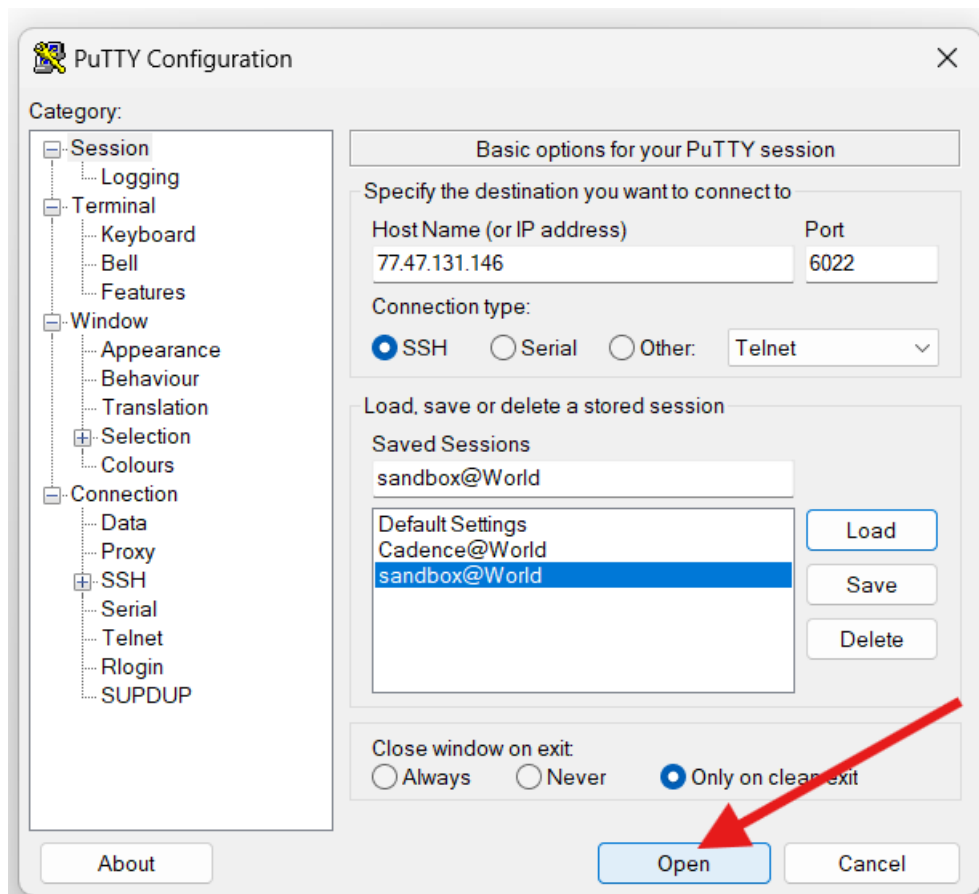 PuTTY Configuration
Category:
Session
Logging
Terminal
Keyboard
Bell
Features
Window
Appearance
Behaviour
Translation
Selection
Colours
Connection
Data
Proxy
SSH
Serial
Telnet
Rlogin
SUPDUP
Basic options for your PuTTY session
Specify the destination you want to connect to
Host Name (or IP address) Port
77.47.131.146 6022
Connection type:
SSH Serial Other: Telnet
Load, save or delete a stored session
Saved Sessions
sandbox@World
Default Settings
Cadence@World
sandbox@World
Load
Save
Delete
Close window on exit:
Always Never Only on clean exit
About Open Cancel